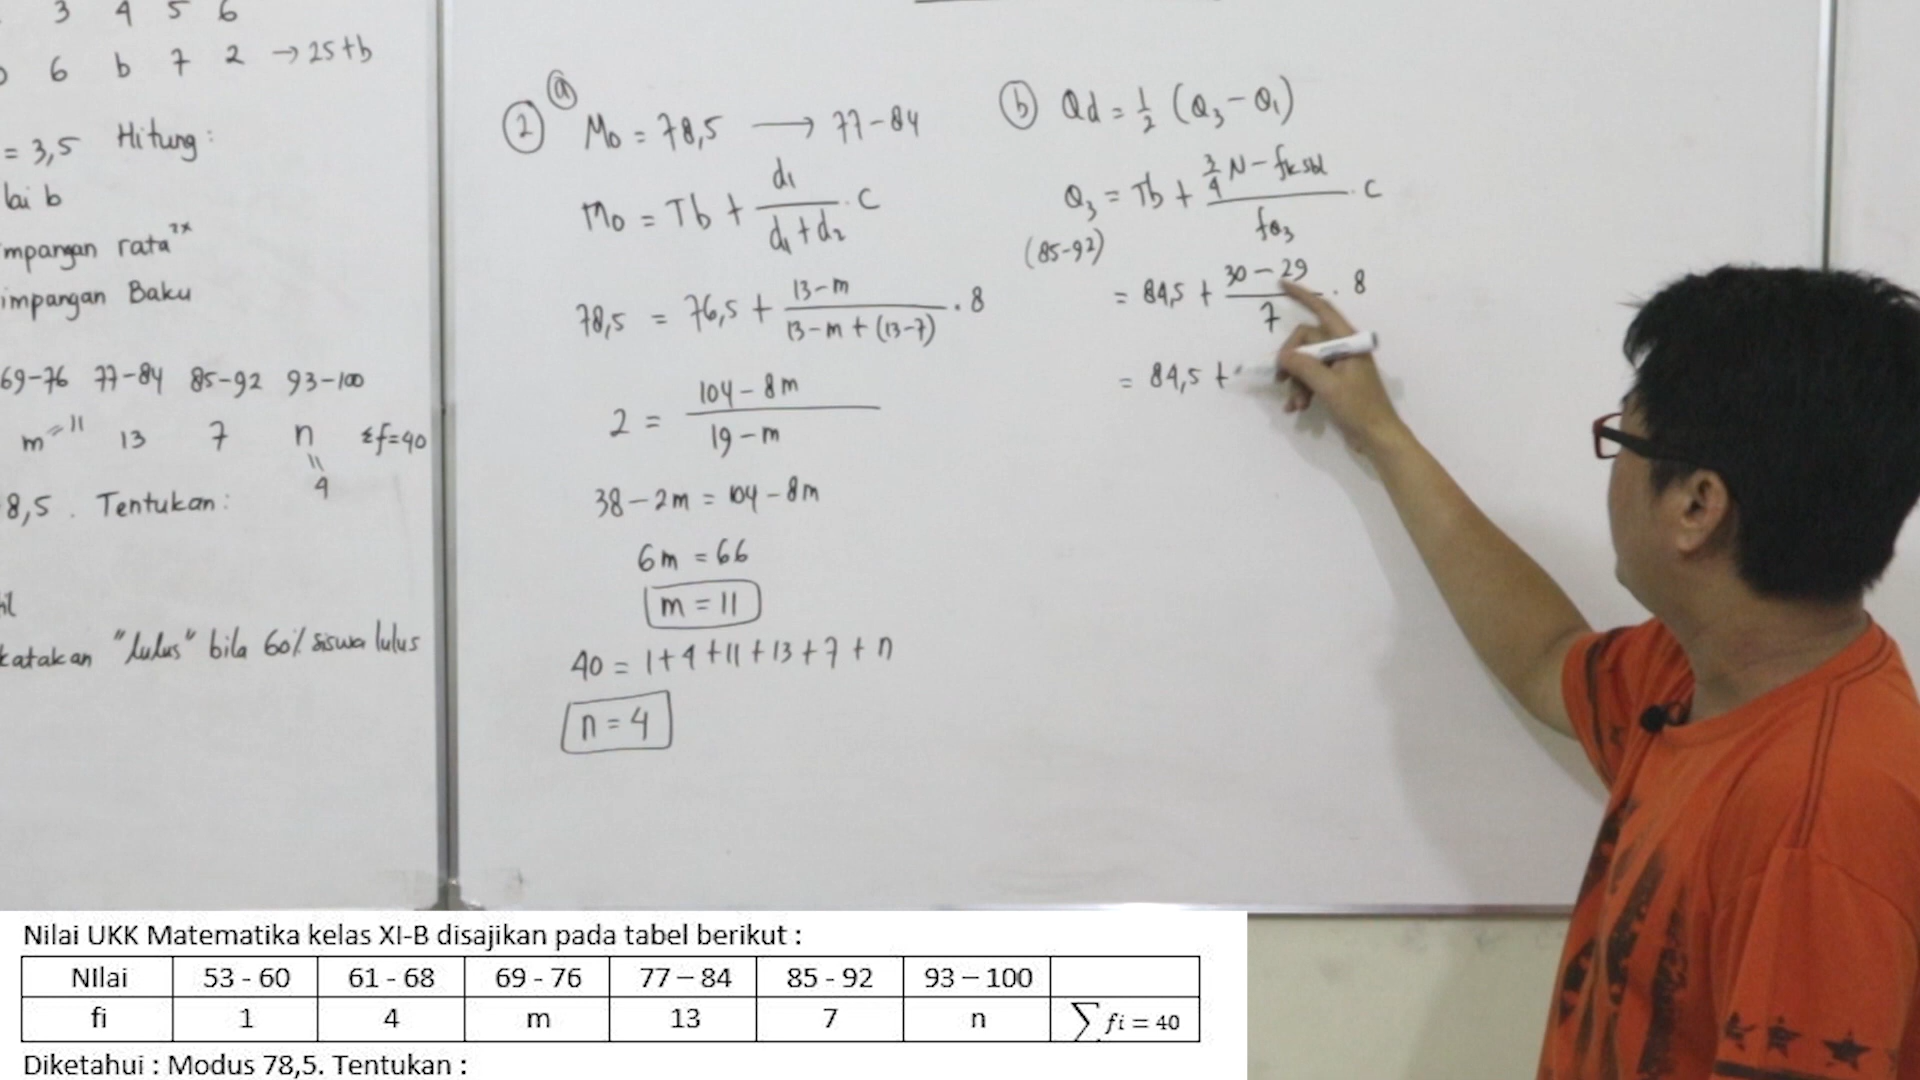 3 4 5 6
6 b 7 2 → 25+b
= 3,5 Hitung :
lai b
mpangan rata²ˣ
impangan Baku
69-76 77-84 85-92 93-100
m = 11 13 7 n Σf=40
=
4
8,5 . Tentukan :
katakan "lulus" bila 60% siswa lulus
② ⓐ
Mo = 78,5 → 77-84
Mo = Tb + d₁ / (d₁ + d₂) . C
78,5 = 76,5 + (13-m) / (13-m + (13-7)) . 8
2 = (104 - 8m) / (19 - m)
38 - 2m = 104 - 8m
6m = 66
m = 11
40 = 1+4+11+13+7+n
n = 4
ⓑ Qd = ½ (Q₃ - Q₁)
Q₃ = Tb + (¾ N - fksbl) / fQ₃ . C
(85-92)
= 84,5 + (30 - 29) / 7 . 8
= 84,5 +
Nilai UKK Matematika kelas XI-B disajikan pada tabel berikut :
NIlai 53 - 60 61 - 68 69 - 76 77 – 84 85 - 92 93 – 100
fi 1 4 m 13 7 n ∑ fi = 40
Diketahui : Modus 78,5. Tentukan :